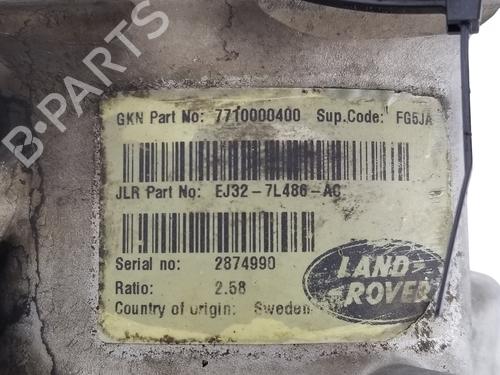 B-PARTS
GKN Part No: 7710000400 Sup.Code: FG5JA
JLR Part No: EJ32-7L486-AC
Serial no: 2874990
Ratio: 2.58
Country of origin: Sweden
LAND
ROVER